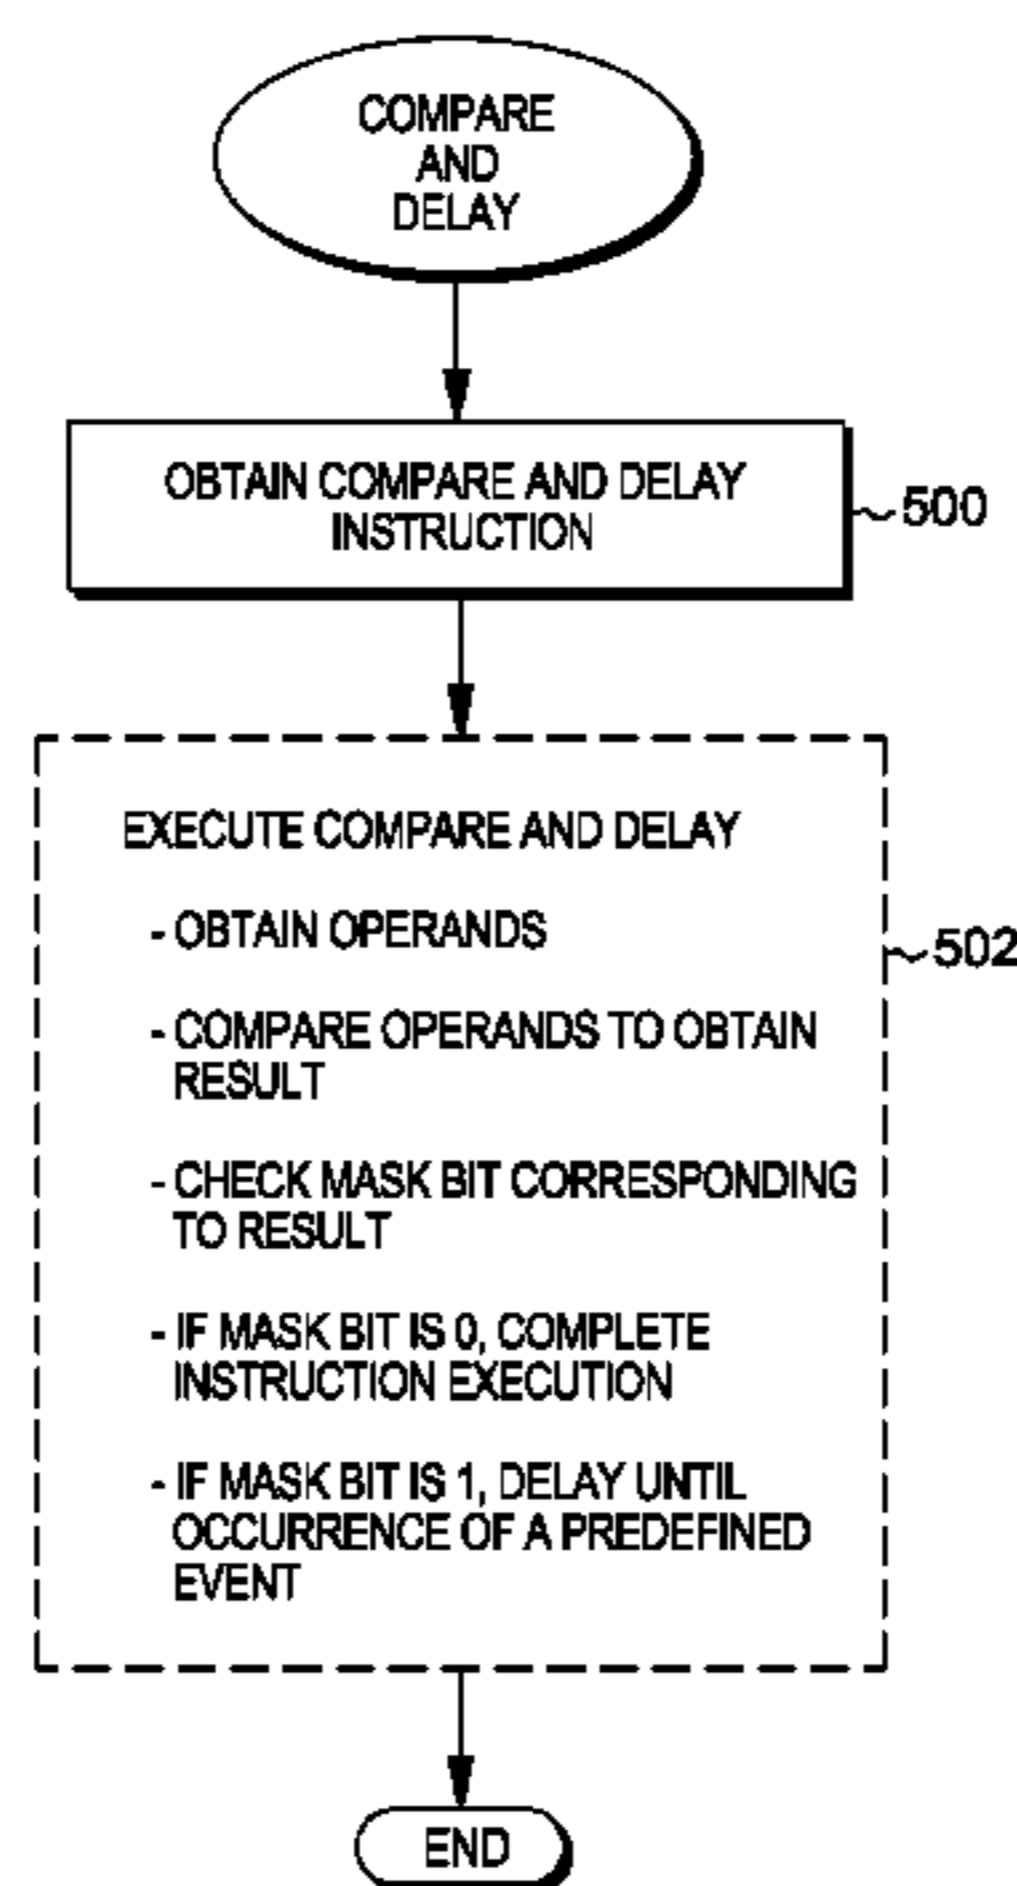 COMPARE
AND
DELAY
OBTAIN COMPARE AND DELAY
INSTRUCTION
500
EXECUTE COMPARE AND DELAY
- OBTAIN OPERANDS
502
- COMPARE OPERANDS TO OBTAIN
RESULT
- CHECK MASK BIT CORRESPONDING
TO RESULT
- IF MASK BIT IS 0, COMPLETE
INSTRUCTION EXECUTION
- IF MASK BIT IS 1, DELAY UNTIL
OCCURRENCE OF A PREDEFINED
EVENT
END